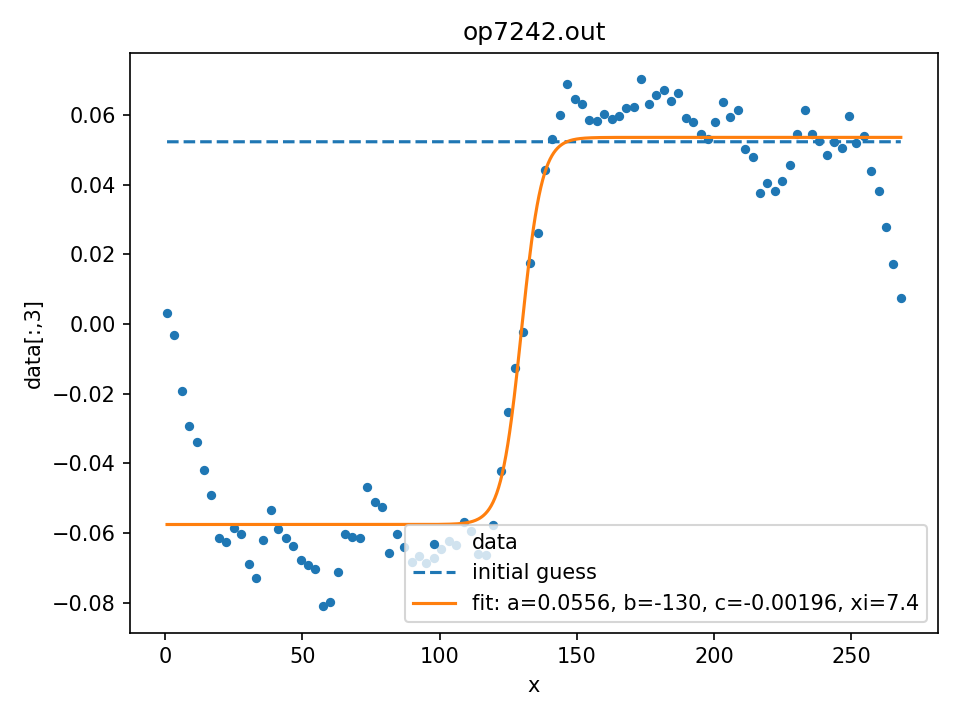 op7242.out
0.06
0.04
0.02
0.00
−0.02
−0.04
−0.06
−0.08
data[:,3]
data
initial guess
fit: a=0.0556, b=-130, c=-0.00196, xi=7.4
0 50 100 150 200 250
x